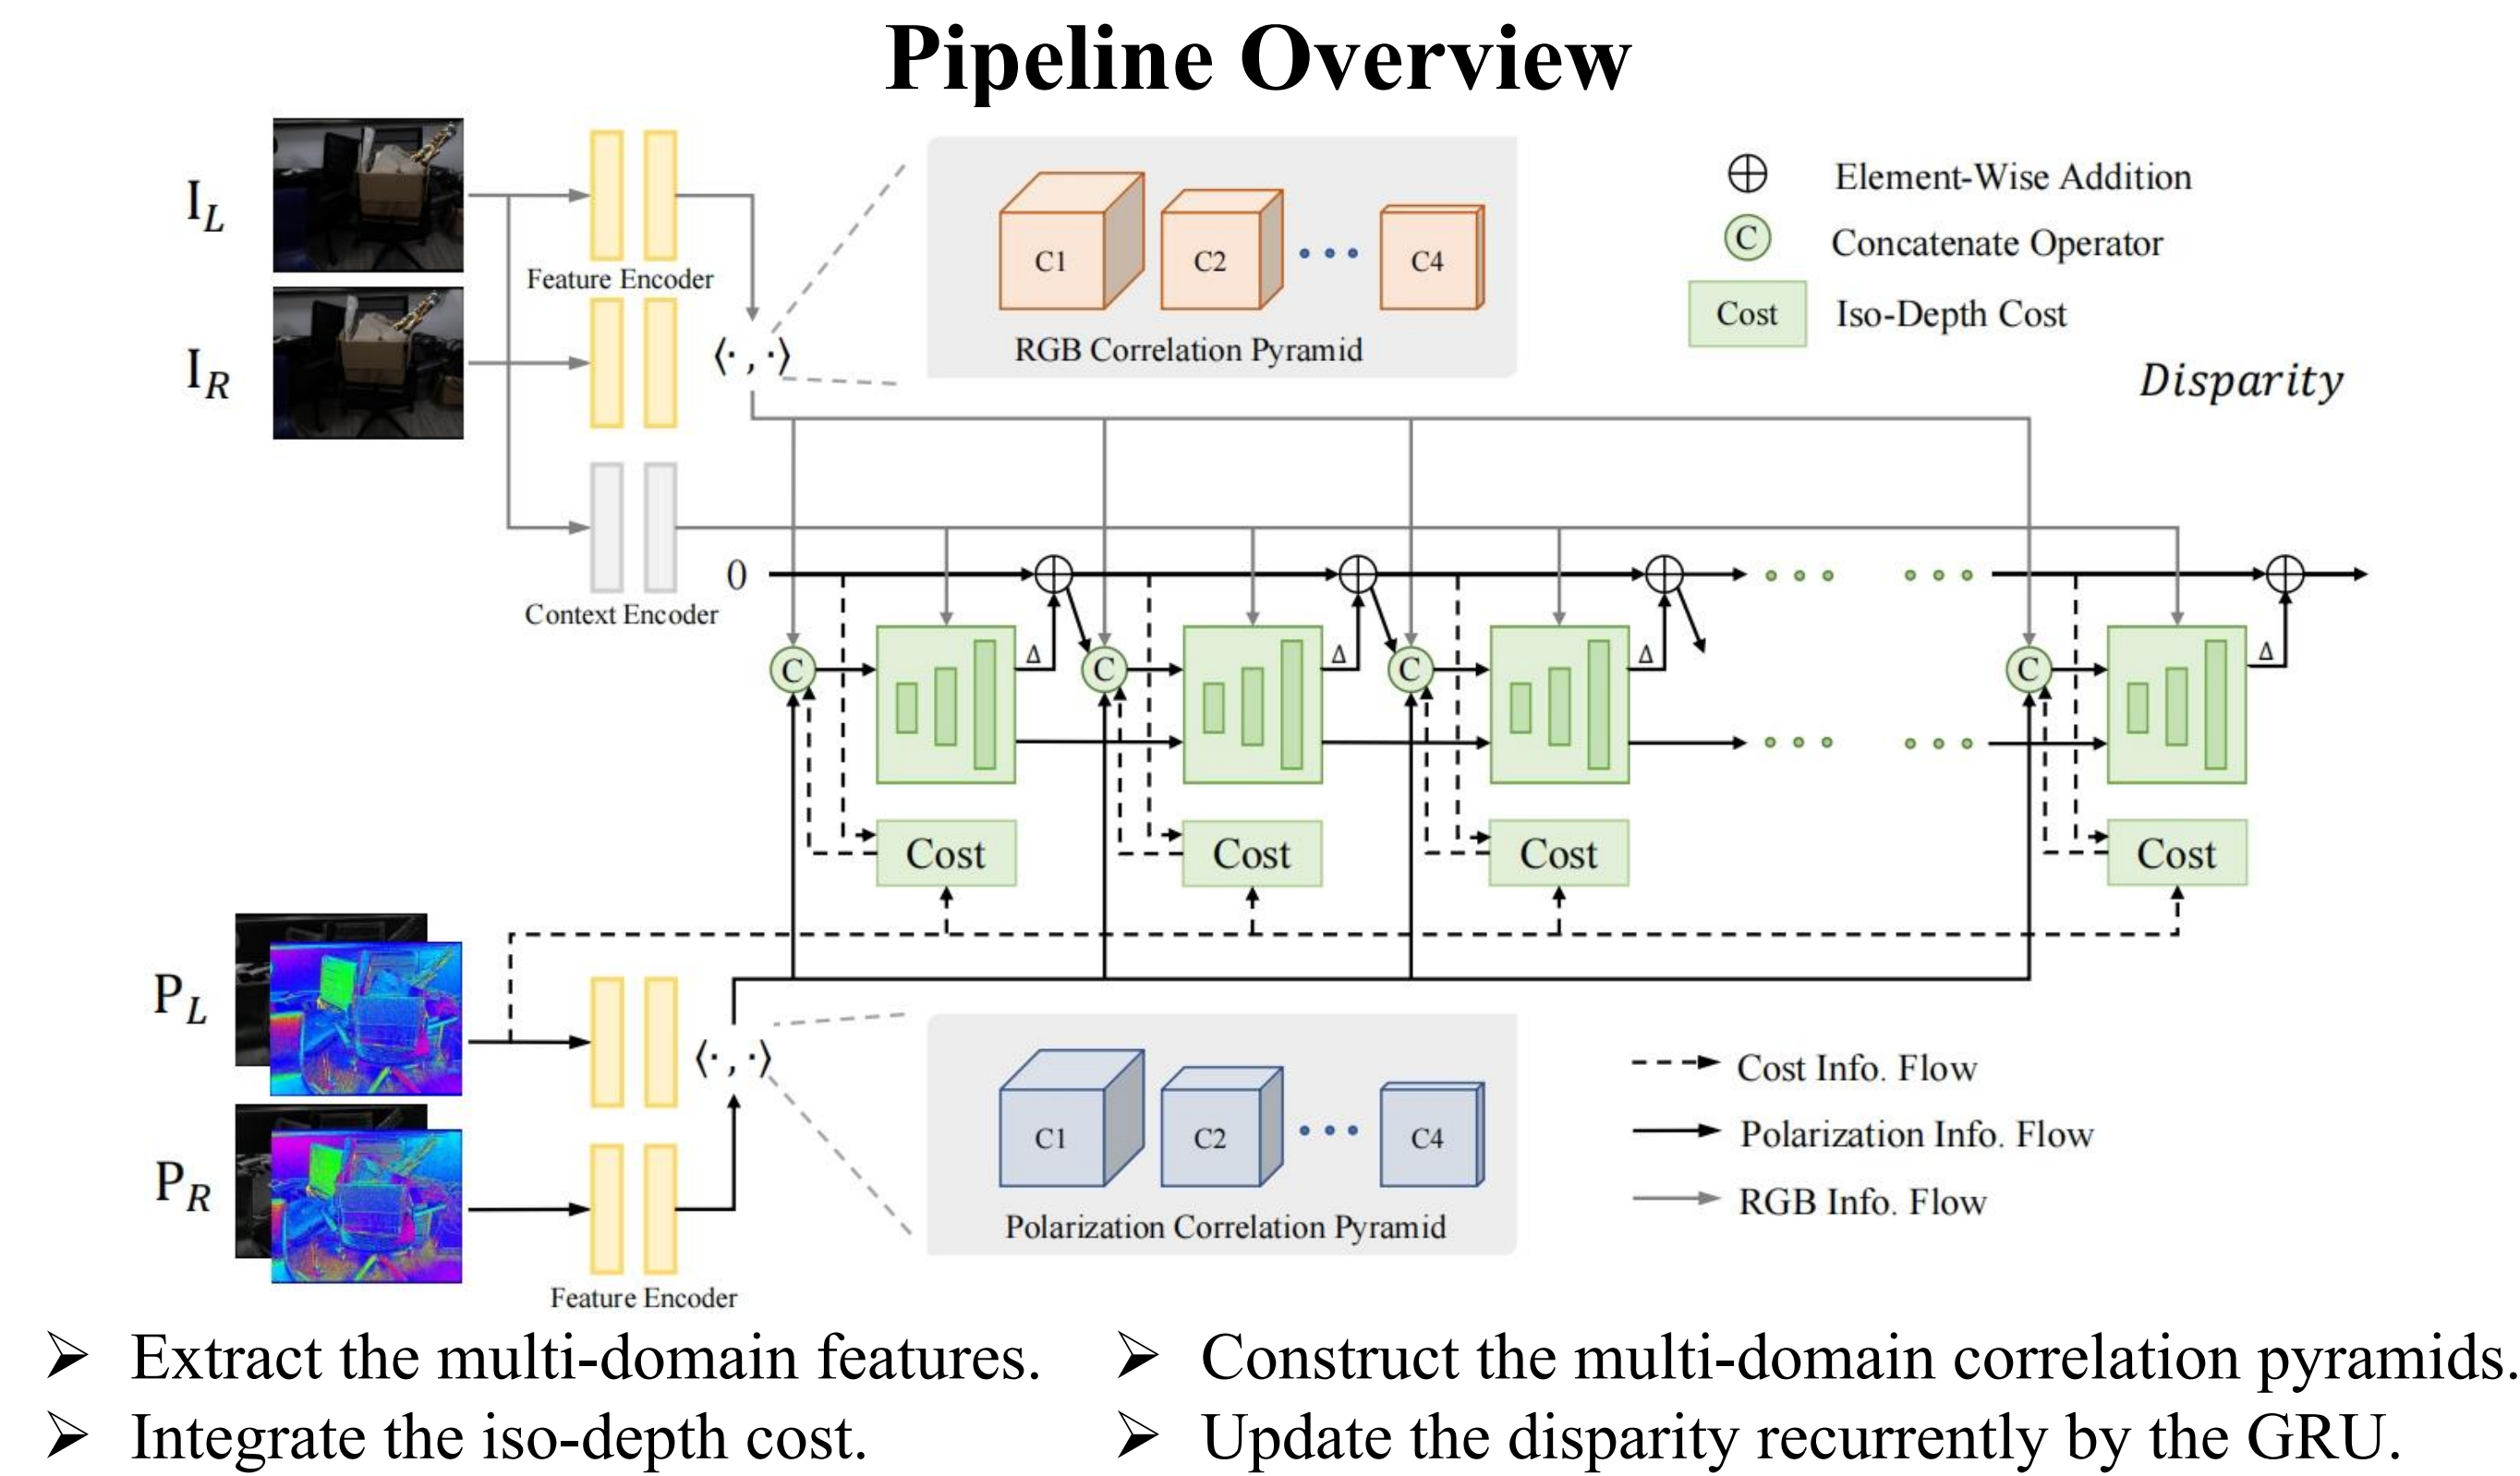 Pipeline Overview
I_L
Feature Encoder
I_R
⟨· , ·⟩
C1 C2 C4
RGB Correlation Pyramid
⊕ Element-Wise Addition
C Concatenate Operator
Cost Iso-Depth Cost
Disparity
Context Encoder
0
C Δ C Δ C Δ C Δ
Cost Cost Cost Cost
P_L
⟨· , ·⟩
P_R
Feature Encoder
C1 C2 C4
Polarization Correlation Pyramid
Cost Info. Flow
Polarization Info. Flow
RGB Info. Flow
➢ Extract the multi-domain features.
➢ Construct the multi-domain correlation pyramids.
➢ Integrate the iso-depth cost.
➢ Update the disparity recurrently by the GRU.